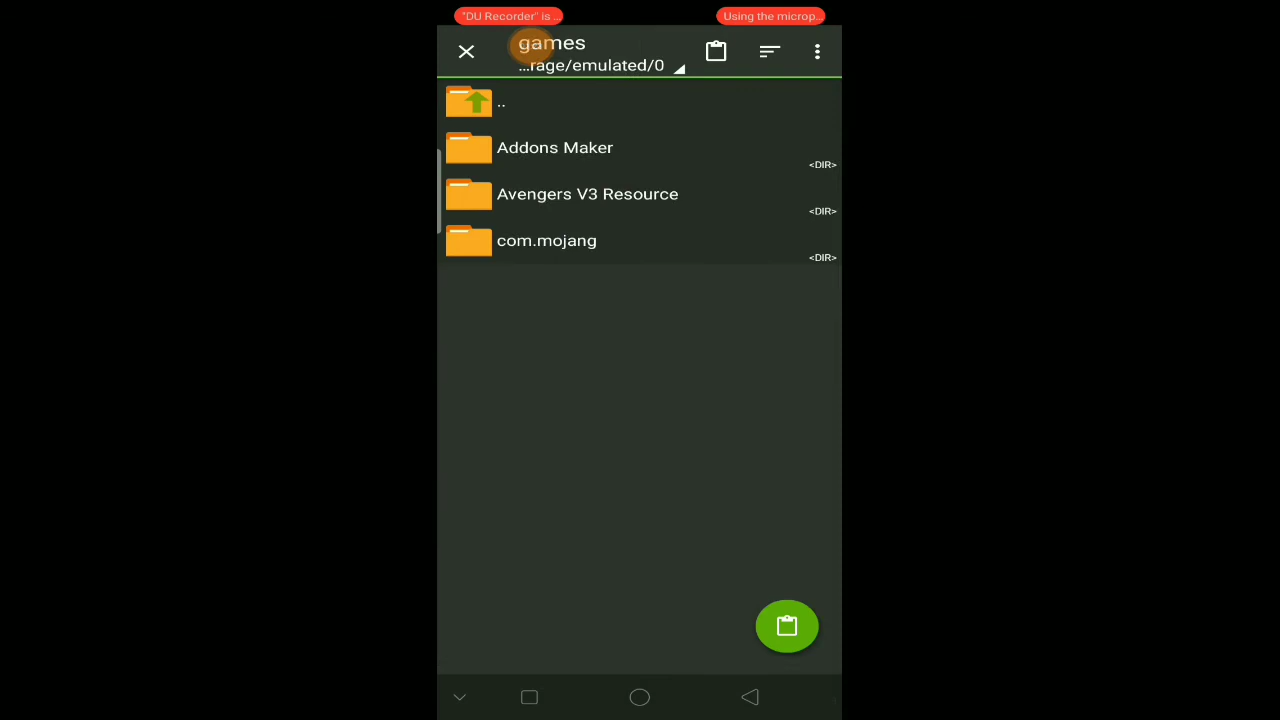 "DU Recorder" is ...
Using the microp...
games
...rage/emulated/0
..
Addons Maker
<DIR>
Avengers V3 Resource
<DIR>
com.mojang
<DIR>